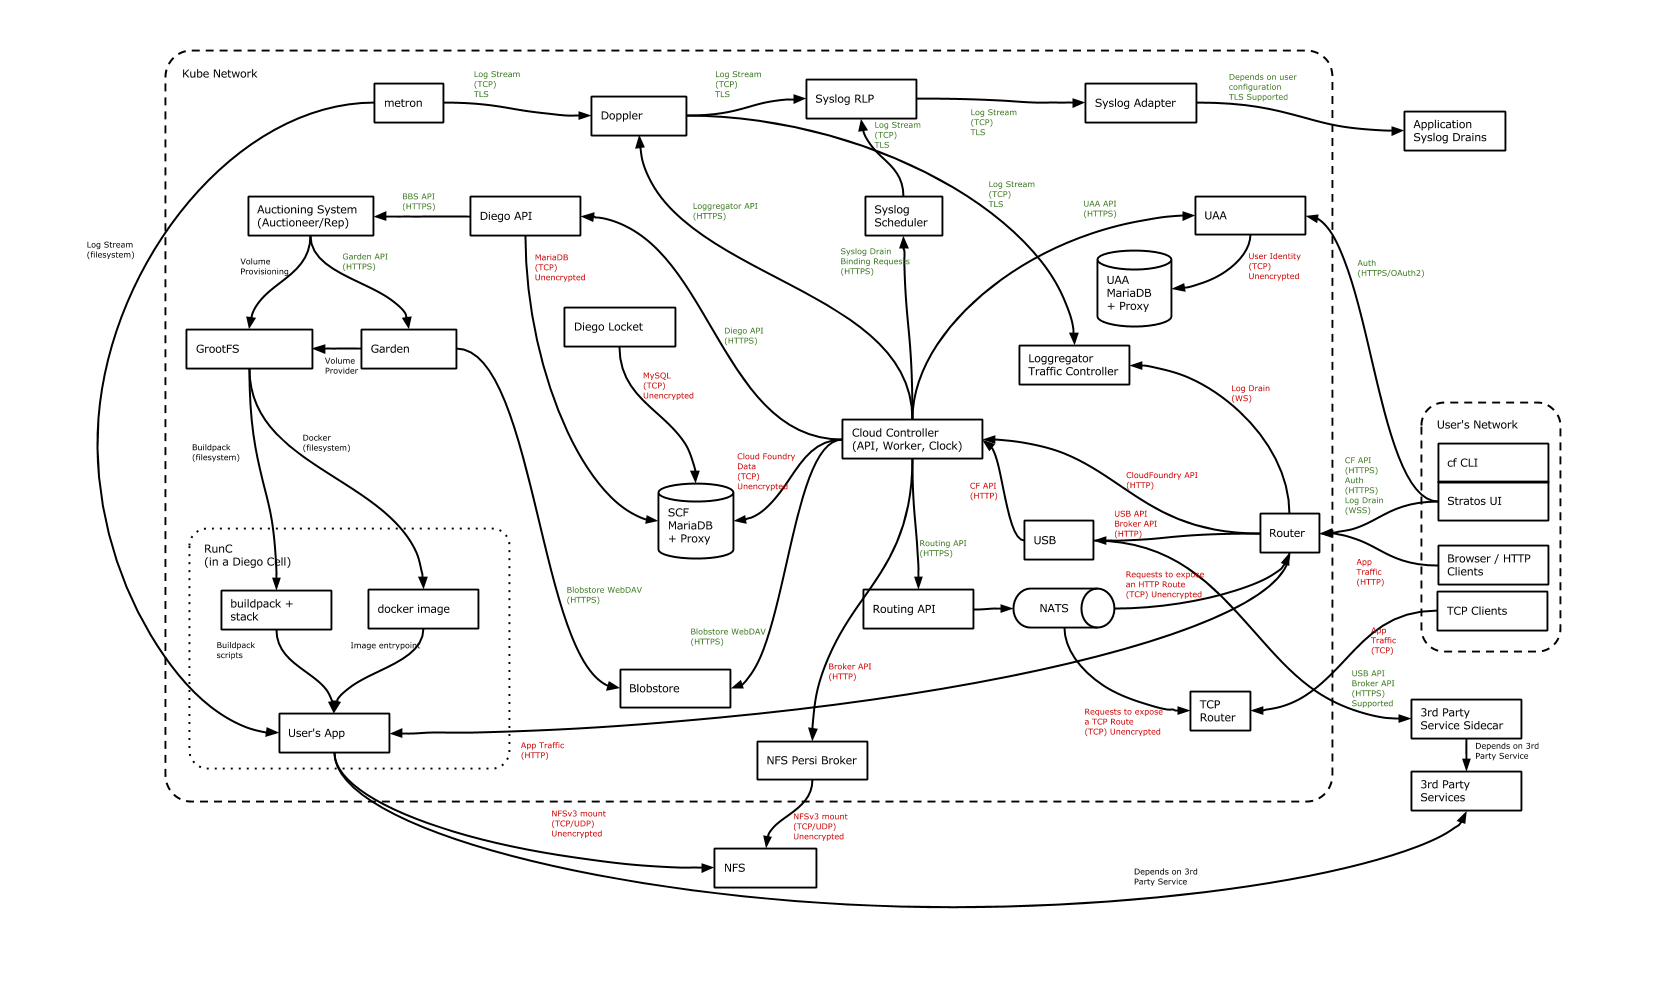 Kube Network
metron
Log Stream
(TCP)
TLS
Doppler
Log Stream
(TCP)
TLS
Syslog RLP
Log Stream
(TCP)
TLS
Log Stream
(TCP)
TLS
Syslog Adapter
Depends on user
configuration
TLS Supported
Application
Syslog Drains
Auctioning System
(Auctioneer/Rep)
BBS API
(HTTPS)
Diego API
Loggregator API
(HTTPS)
Syslog
Scheduler
Log Stream
(TCP)
TLS
UAA API
(HTTPS)
UAA
Log Stream
(filesystem)
Volume
Provisioning
Garden API
(HTTPS)
MariaDB
(TCP)
Unencrypted
Syslog Drain
Binding Requests
(HTTPS)
UAA
MariaDB
+ Proxy
User Identity
(TCP)
Unencrypted
Auth
(HTTPS/OAuth2)
GrootFS
Volume
Provider
Garden
Diego Locket
Diego API
(HTTPS)
Loggregator
Traffic Controller
MySQL
(TCP)
Unencrypted
Log Drain
(WS)
Buildpack
(filesystem)
Docker
(filesystem)
Cloud Controller
(API, Worker, Clock)
Cloud Foundry
Data
(TCP)
Unencrypted
SCF
MariaDB
+ Proxy
CF API
(HTTP)
CloudFoundry API
(HTTP)
User's Network
cf CLI
Stratos UI
CF API
(HTTPS)
Auth
(HTTPS)
Log Drain
(WSS)
RunC
(in a Diego Cell)
Routing API
(HTTPS)
USB
USB API
Broker API
(HTTP)
Router
Browser / HTTP
Clients
App
Traffic
(HTTP)
buildpack +
stack
docker image
Blobstore WebDAV
(HTTPS)
Routing API
NATS
Requests to expose
an HTTP Route
(TCP) Unencrypted
TCP Clients
App
Traffic
(TCP)
Buildpack
scripts
Image entrypoint
Blobstore WebDAV
(HTTPS)
Blobstore
Broker API
(HTTP)
USB API
Broker API
(HTTPS)
Supported
User's App
App Traffic
(HTTP)
NFS Persi Broker
Requests to expose
a TCP Route
(TCP) Unencrypted
TCP
Router
3rd Party
Service Sidecar
Depends on 3rd
Party Service
3rd Party
Services
NFSv3 mount
(TCP/UDP)
Unencrypted
NFSv3 mount
(TCP/UDP)
Unencrypted
NFS
Depends on 3rd
Party Service